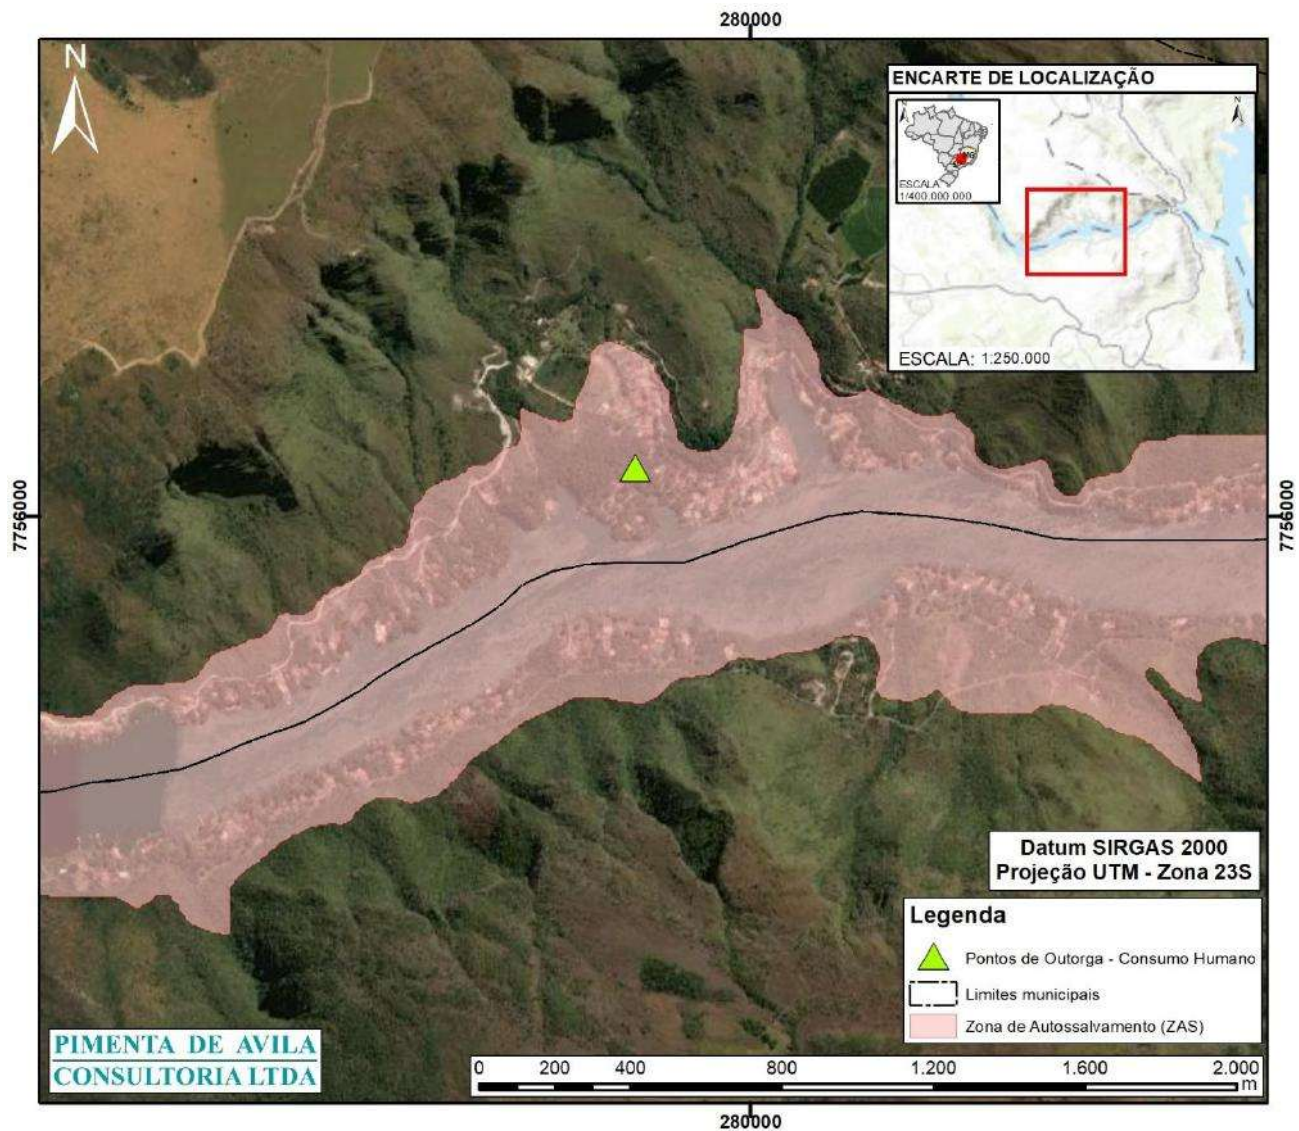 280000
N
ENCARTE DE LOCALIZAÇÃO
N
N
MG
ESCALA
1/400.000.000
ESCALA: 1:250.000
7756000
7756000
Datum SIRGAS 2000
Projeção UTM - Zona 23S
Legenda
Pontos de Outorga - Consumo Humano
Limites municipais
Zona de Autossalvamento (ZAS)
PIMENTA DE AVILA
CONSULTORIA LTDA
0 200 400 800 1.200 1.600 2.000
m
280000